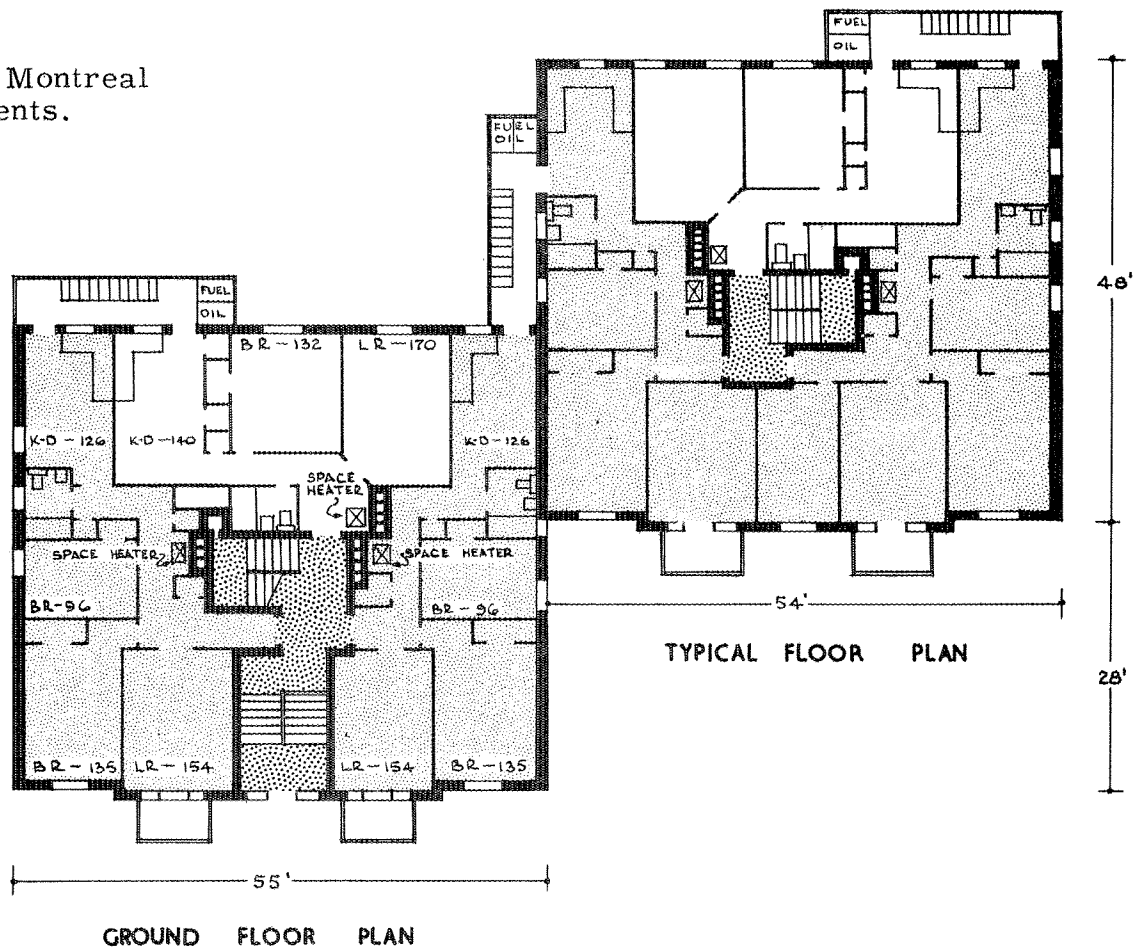 Montreal
ents.
FUEL
OIL
FUEL
OIL
FUEL
OIL
48'
BR-132
LR-170
K-D-126
K-D-140
K-D-126
SPACE
HEATER
SPACE HEATER
SPACE HEATER
BR-96
BR-96
54'
TYPICAL FLOOR PLAN
28'
BR-135
LR-154
LR-154
BR-135
55'
GROUND FLOOR PLAN